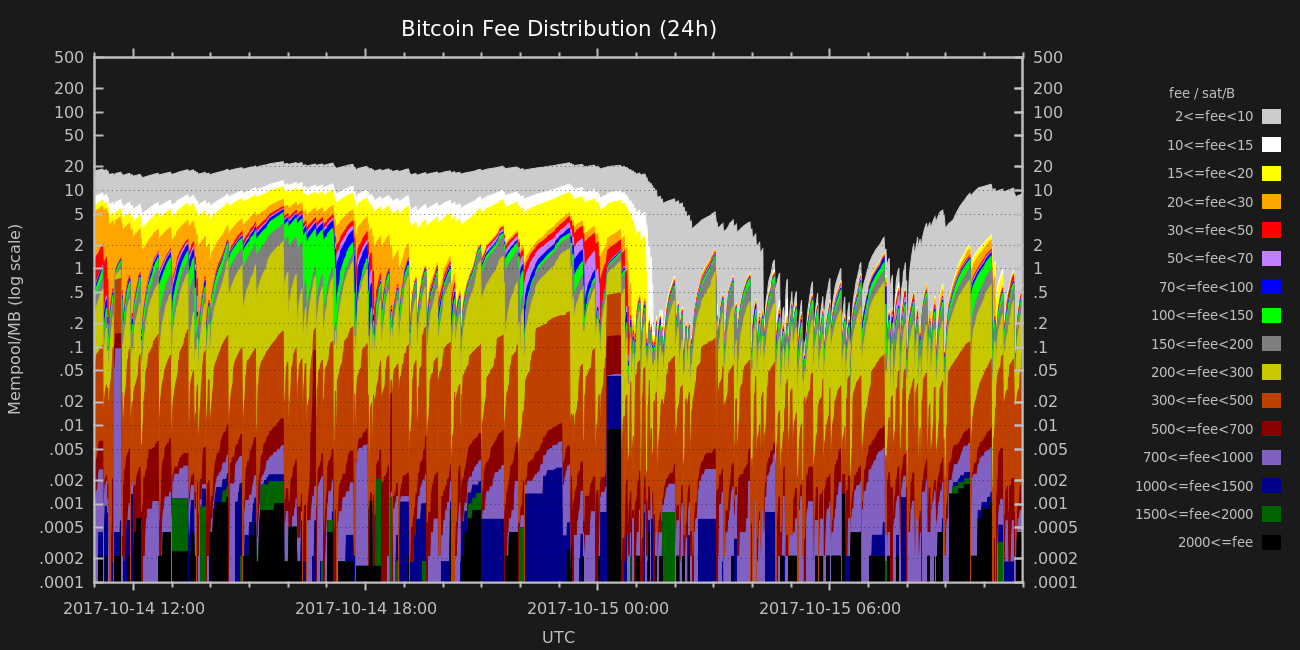 Bitcoin Fee Distribution (24h)
Mempool/MB (log scale)
500
200
100
50
20
10
5
2
1
.5
.2
.1
.05
.02
.01
.005
.002
.001
.0005
.0002
.0001
500
200
100
50
20
10
5
2
1
.5
.2
.1
.05
.02
.01
.005
.002
.001
.0005
.0002
.0001
2017-10-14 12:00 2017-10-14 18:00 2017-10-15 00:00 2017-10-15 06:00
UTC
fee / sat/B
2<=fee<10
10<=fee<15
15<=fee<20
20<=fee<30
30<=fee<50
50<=fee<70
70<=fee<100
100<=fee<150
150<=fee<200
200<=fee<300
300<=fee<500
500<=fee<700
700<=fee<1000
1000<=fee<1500
1500<=fee<2000
2000<=fee